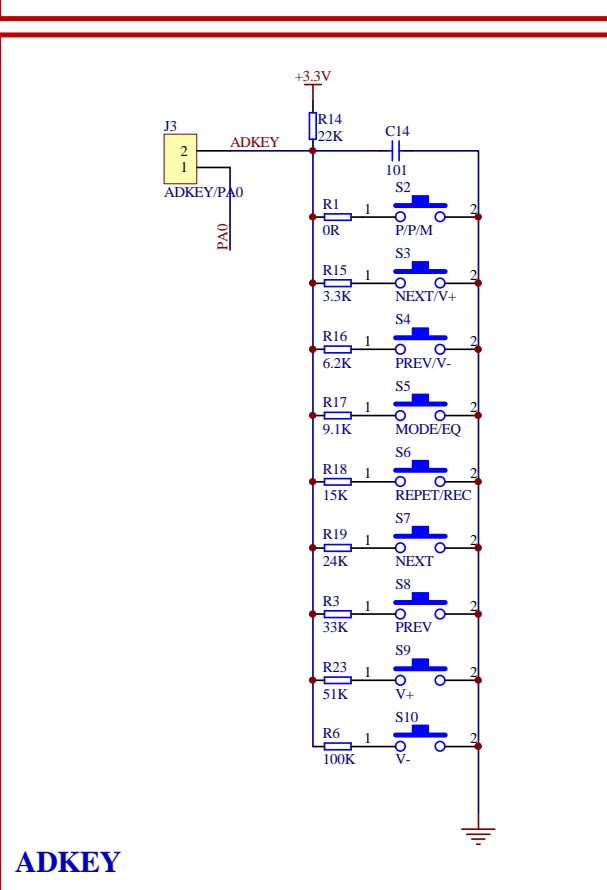 +3.3V
R14
22K
J3
ADKEY
2
1
ADKEY/PA0
PA0
C14
101
R1
0R
1
S2
P/P/M
2
R15
3.3K
1
S3
NEXT/V+
2
R16
6.2K
1
S4
PREV/V-
2
R17
9.1K
1
S5
MODE/EQ
2
R18
15K
1
S6
REPET/REC
2
R19
24K
1
S7
NEXT
2
R3
33K
1
S8
PREV
2
R23
51K
1
S9
V+
2
R6
100K
1
S10
V-
2
ADKEY